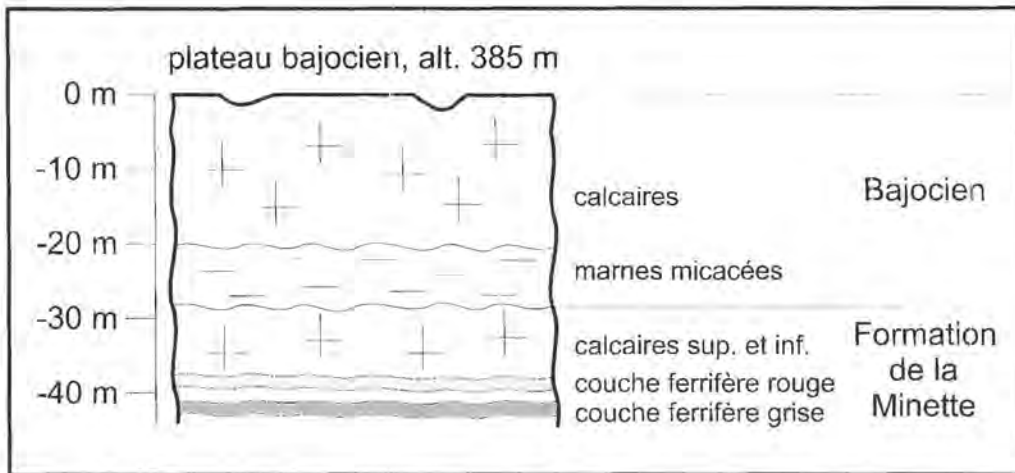 plateau bajocien, alt. 385 m
0 m
-10 m
-20 m
-30 m
-40 m
calcaires
Bajocien
marnes micacées
calcaires sup. et inf.
couche ferrifère rouge
couche ferrifère grise
Formation
de la
Minette